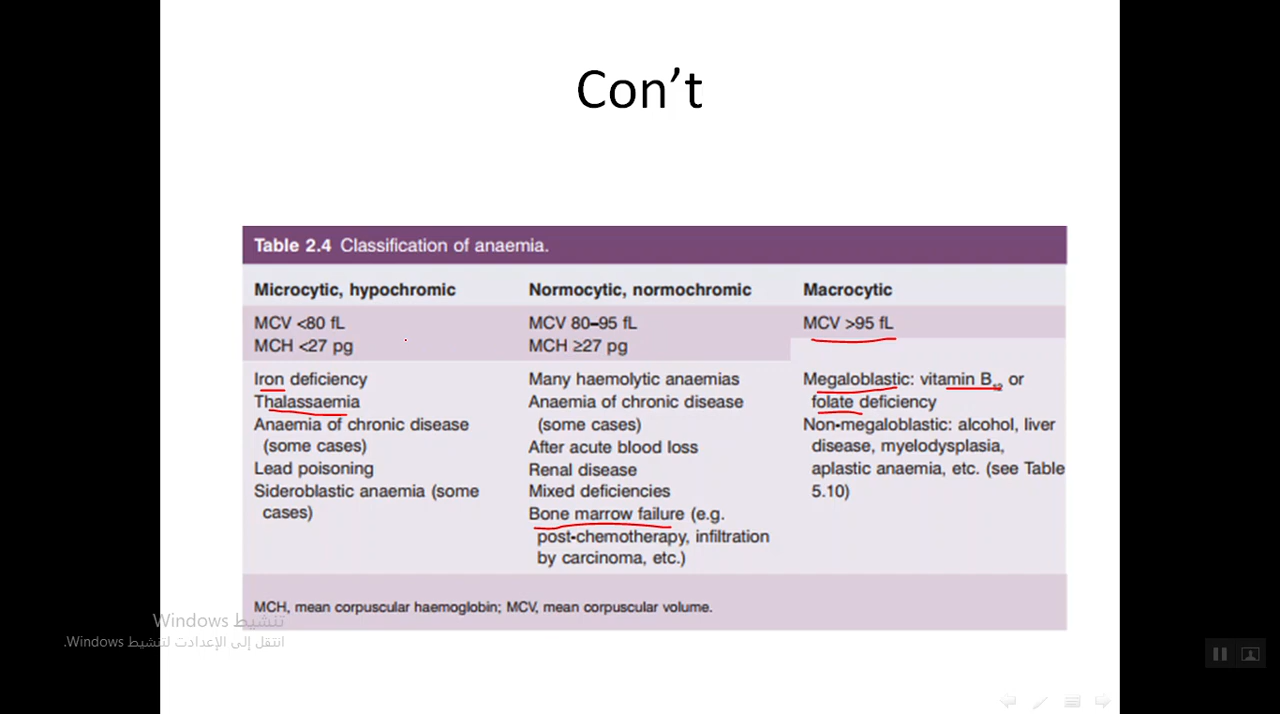 Con’t
Table 2.4 Classification of anaemia.
Microcytic, hypochromic
Normocytic, normochromic
Macrocytic
MCV <80 fL
MCH <27 pg
MCV 80–95 fL
MCH ≥27 pg
MCV >95 fL
Iron deficiency
Thalassaemia
Anaemia of chronic disease
(some cases)
Lead poisoning
Sideroblastic anaemia (some
cases)
Many haemolytic anaemias
Anaemia of chronic disease
(some cases)
After acute blood loss
Renal disease
Mixed deficiencies
Bone marrow failure (e.g.
post-chemotherapy, infiltration
by carcinoma, etc.)
Megaloblastic: vitamin B₁₂ or
folate deficiency
Non-megaloblastic: alcohol, liver
disease, myelodysplasia,
aplastic anaemia, etc. (see Table
5.10)
MCH, mean corpuscular haemoglobin; MCV, mean corpuscular volume.
تنشيط Windows
انتقل إلى الإعدادت لتنشيط Windows.